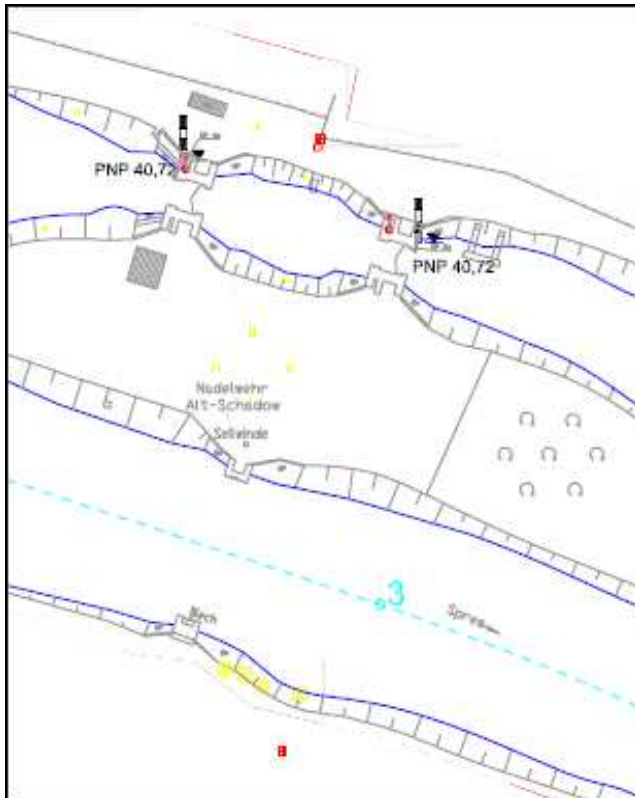 PNP 40,72
PNP 40,72
Nadelwehr
Alt-Schadow
Seilwinde
3
Spree